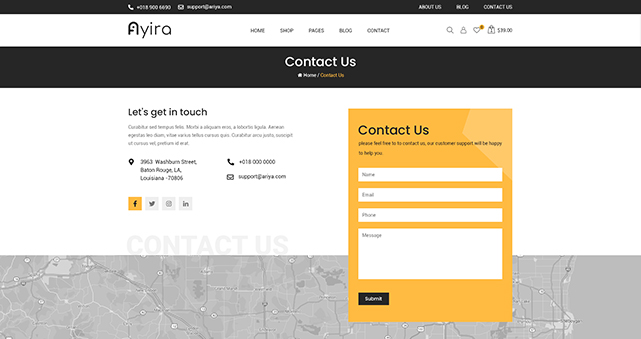 +018 900 6690 support@ariya.com ABOUT US BLOG CONTACT US
Ayira HOME SHOP PAGES BLOG CONTACT $39.00
Contact Us
Home / Contact Us
Let's get in touch
Curabitur sed tempus felis. Morbi a aliquam eros, a lobortis ligula. Aenean
egestas leo diam, vitae varius tellus cursus quis. Curabitur arcu justo, suscipit
ut cursus vel, pretium id erat.
3963 Washburn Street,
Baton Rouge, LA,
Louisiana -70806
+018 000 0000
support@ariya.com
CONTACT US
Contact Us
please feel free to to contact us, our customer support will be happy
to help you.
Name
Email
Phone
Message
Submit